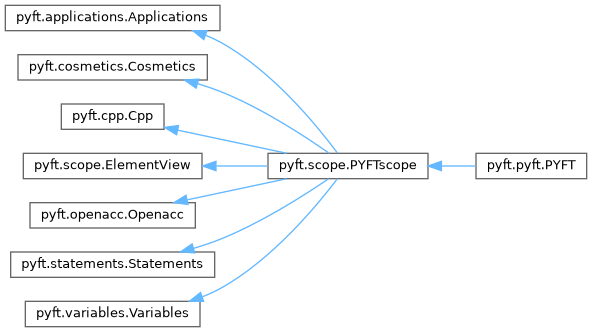 pyft.applications.Applications
pyft.cosmetics.Cosmetics
pyft.cpp.Cpp
pyft.scope.ElementView
pyft.scope.PYFTscope
pyft.pyft.PYFT
pyft.openacc.Openacc
pyft.statements.Statements
pyft.variables.Variables